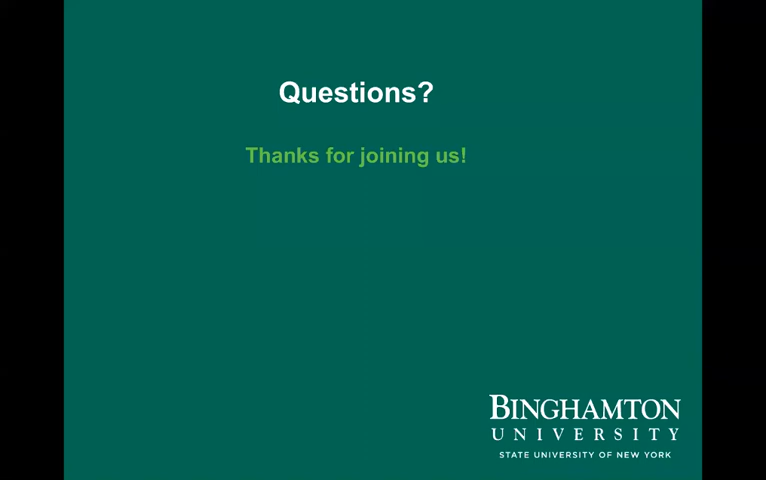 Questions?
Thanks for joining us!
BINGHAMTON
UNIVERSITY
STATE UNIVERSITY OF NEW YORK